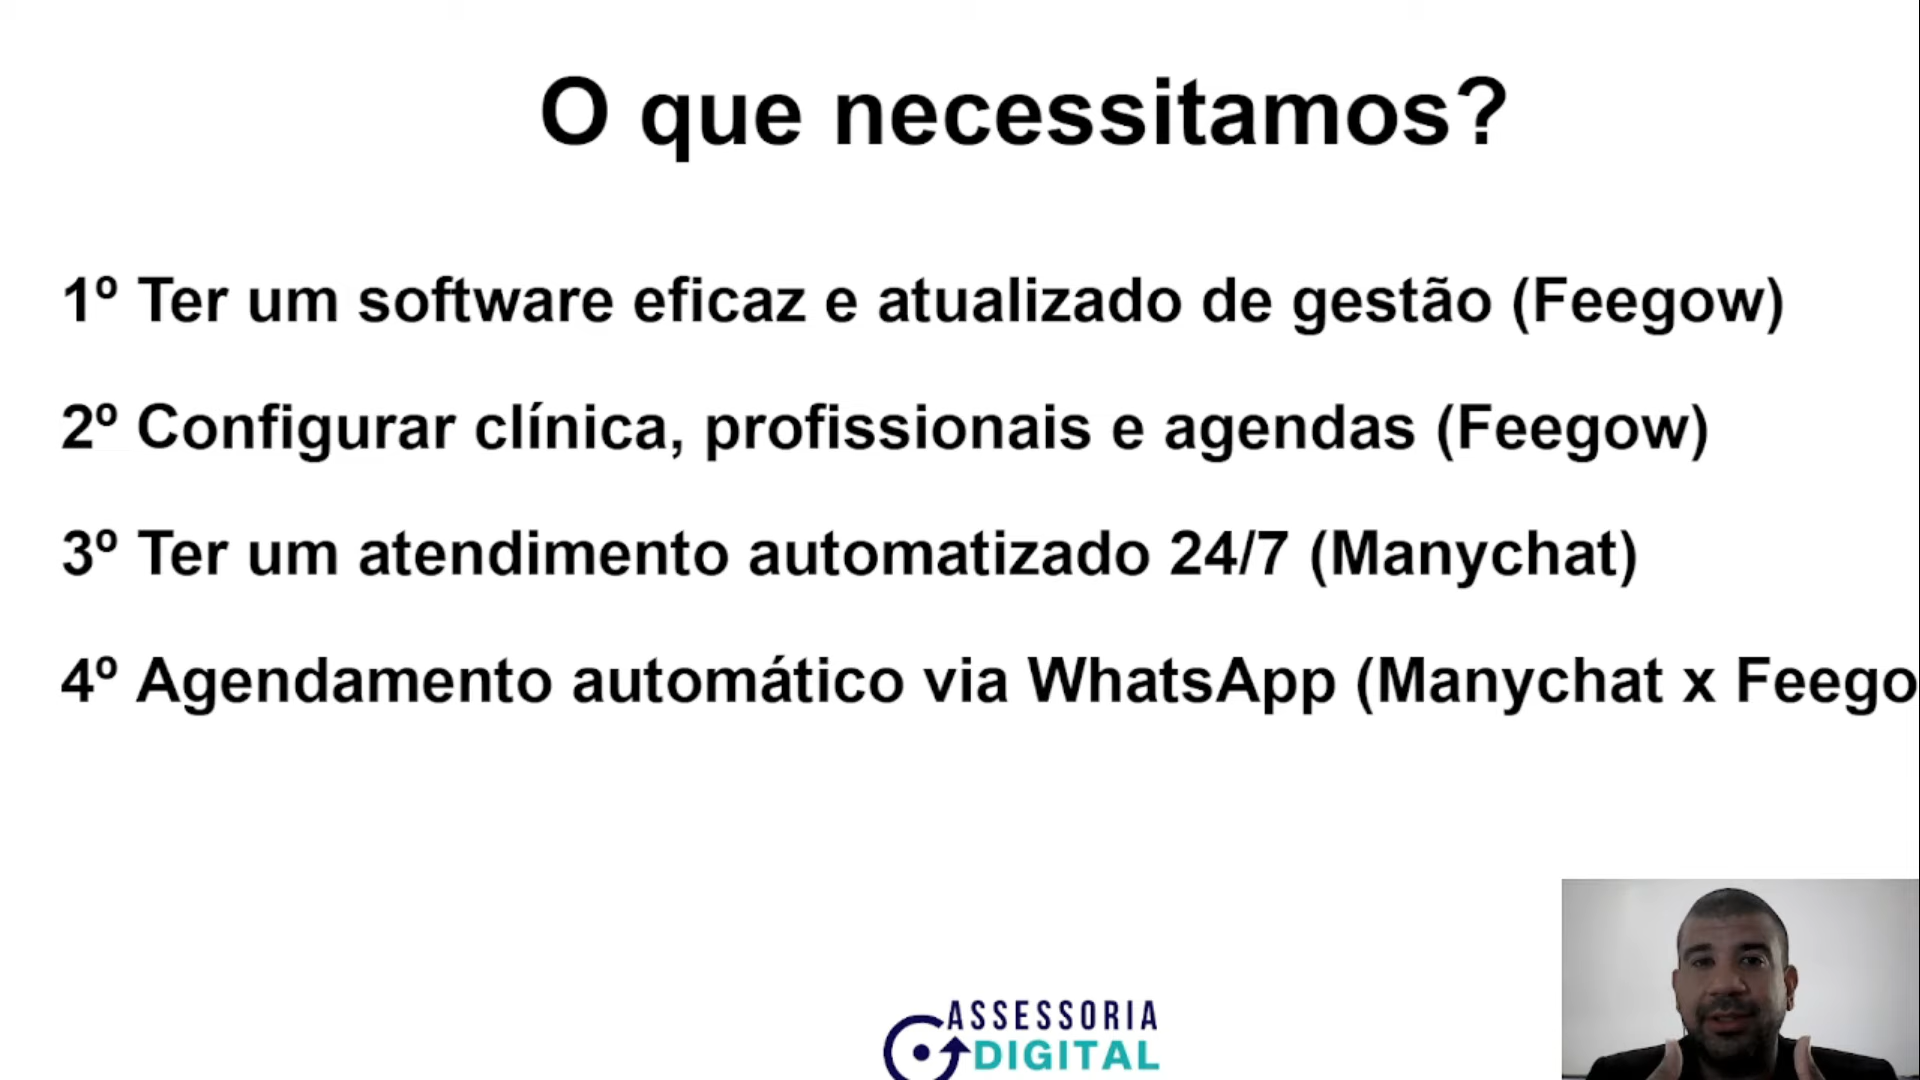 O que necessitamos?
1º Ter um software eficaz e atualizado de gestão (Feegow)
2º Configurar clínica, profissionais e agendas (Feegow)
3º Ter um atendimento automatizado 24/7 (Manychat)
4º Agendamento automático via WhatsApp (Manychat x Feego
ASSESSORIA
DIGITAL